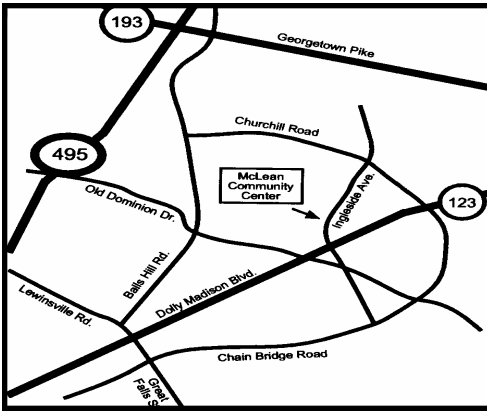 193
Georgetown Pike
Churchill Road
495
McLean
Community
Center
Old Dominion Dr.
Ingleside Ave.
123
Balls Hill Rd.
Dolly Madison Blvd.
Lewinsville Rd.
Chain Bridge Road
Great
Falls S